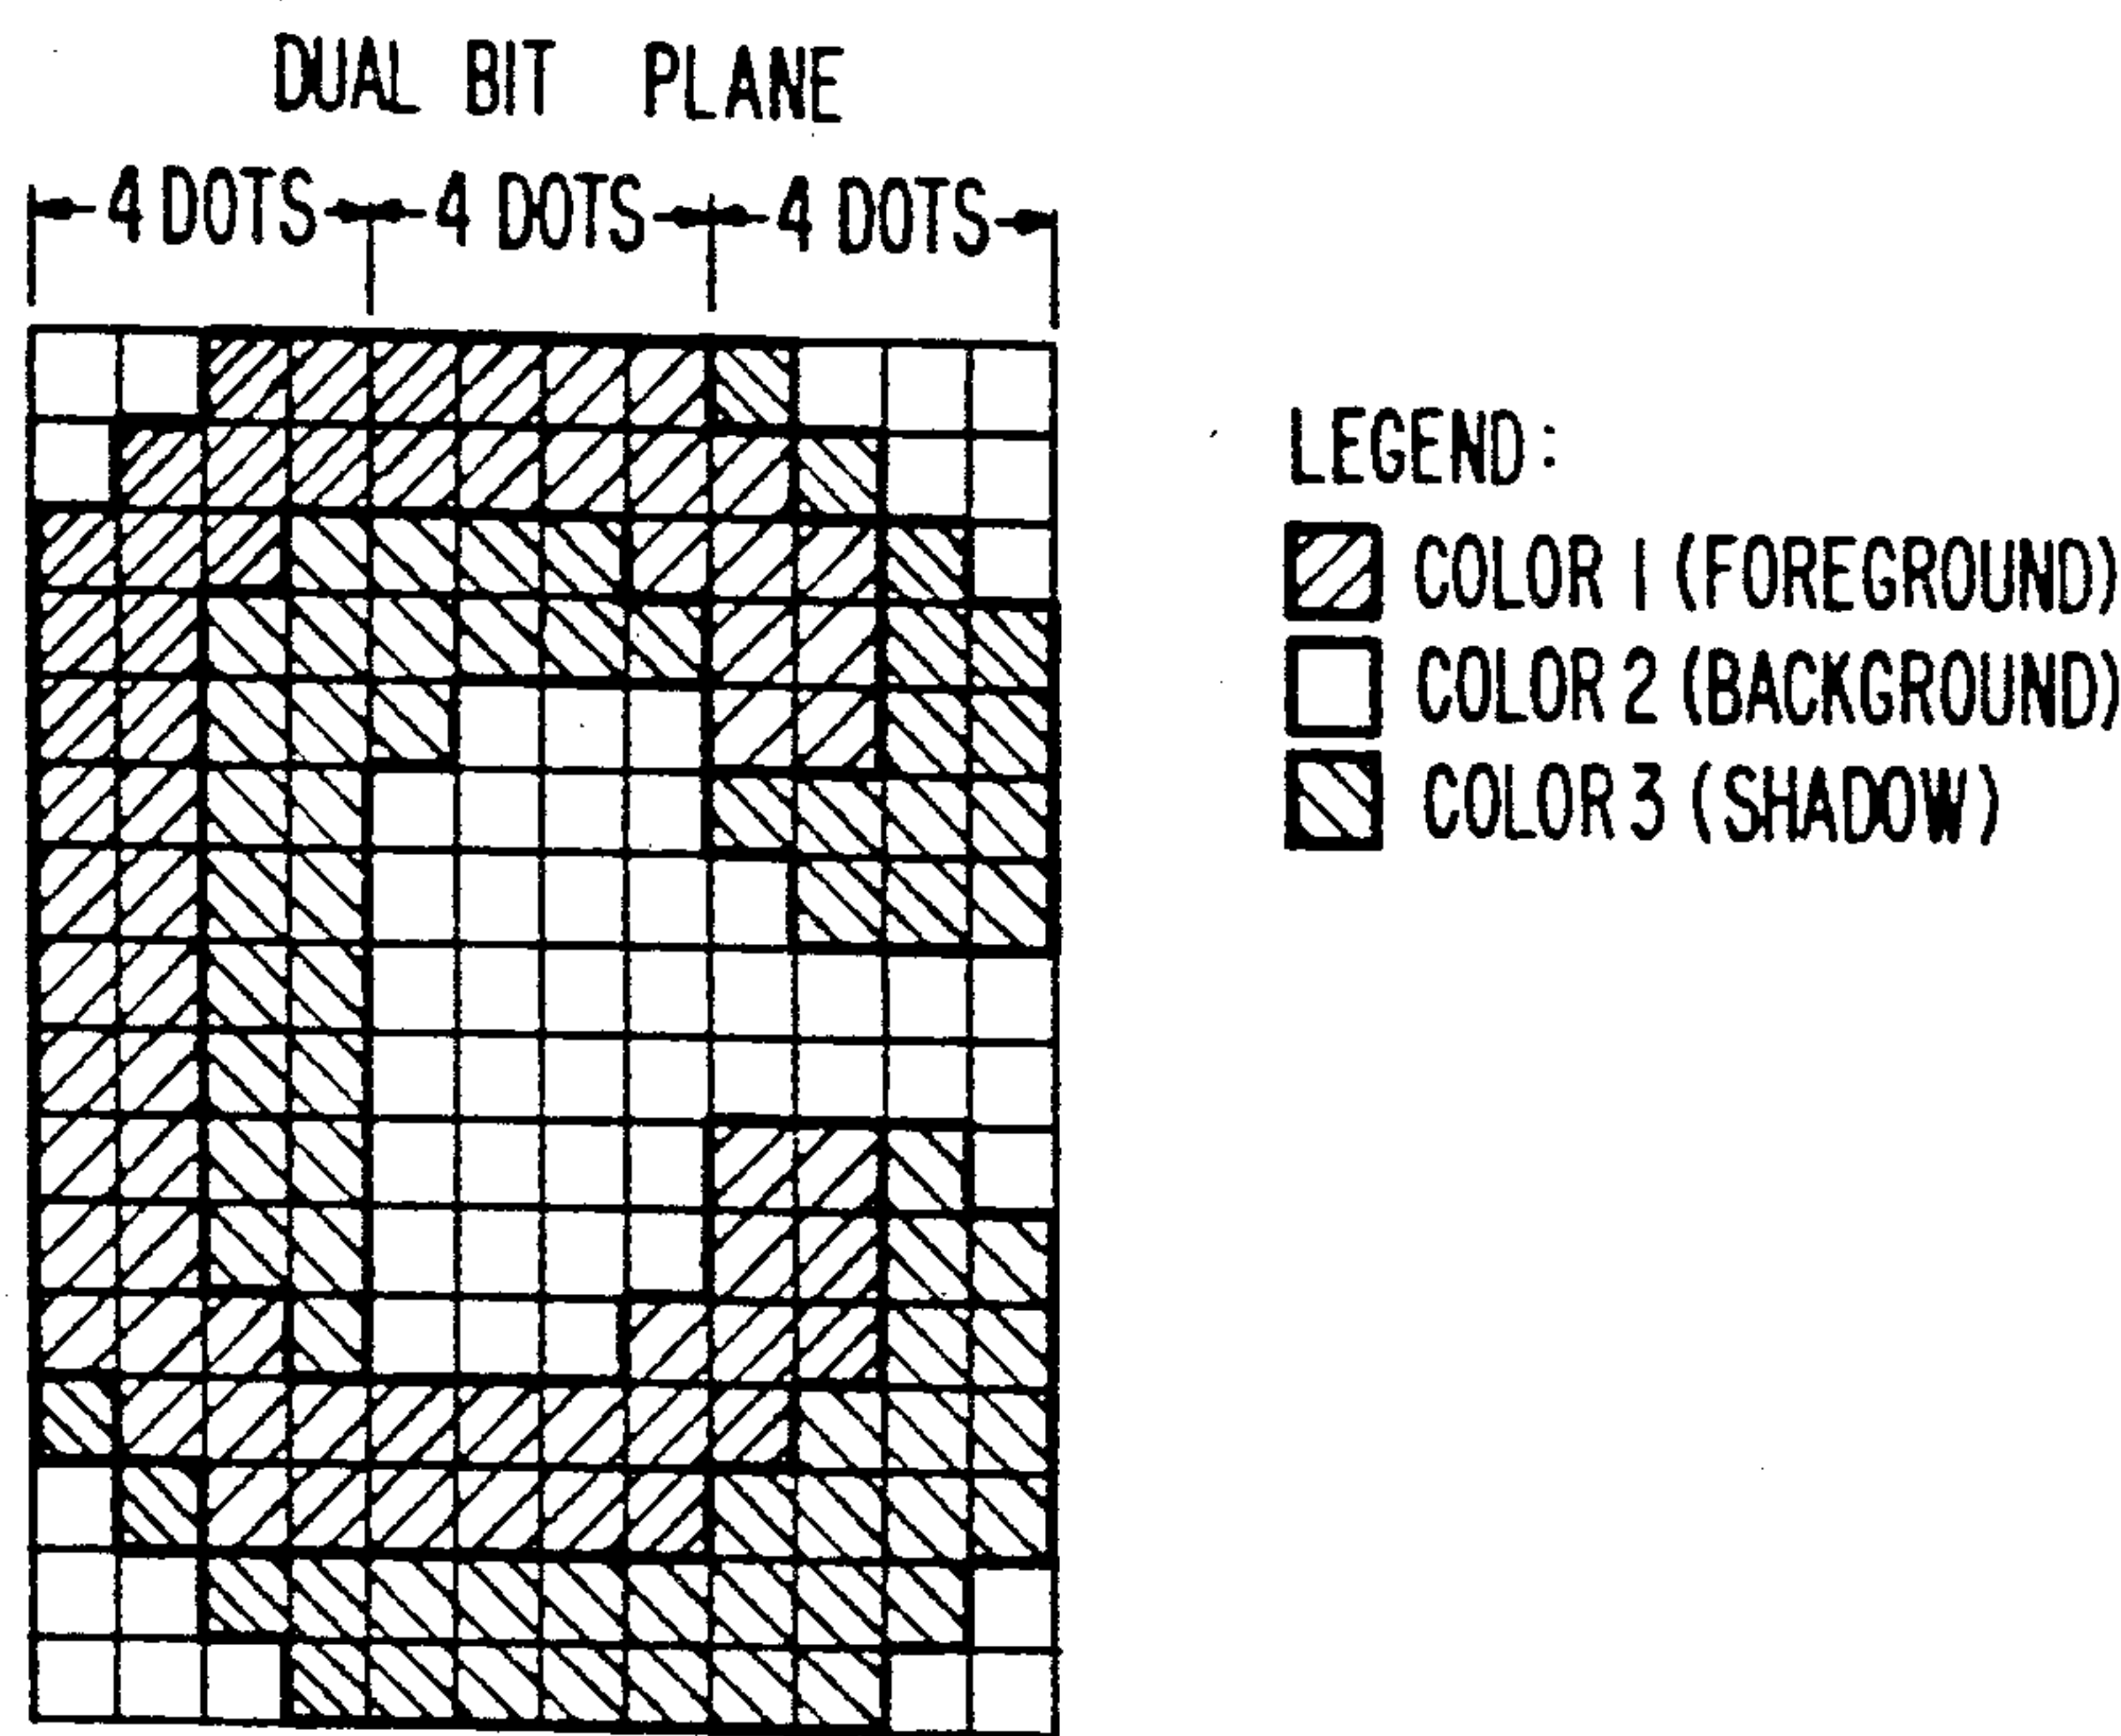 DUAL BIT PLANE
4 DOTS 4 DOTS 4 DOTS
LEGEND:
COLOR 1 (FOREGROUND)
COLOR 2 (BACKGROUND)
COLOR 3 (SHADOW)